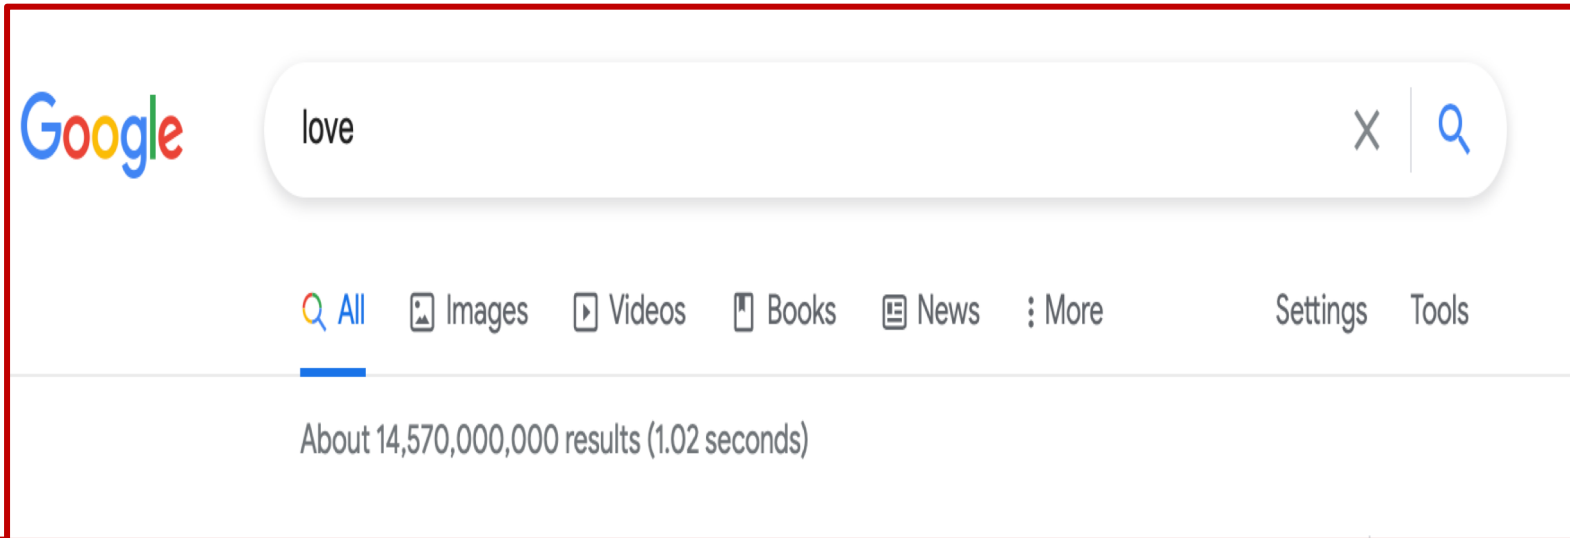 Google love
All Images Videos Books News More Settings Tools
About 14,570,000,000 results (1.02 seconds)